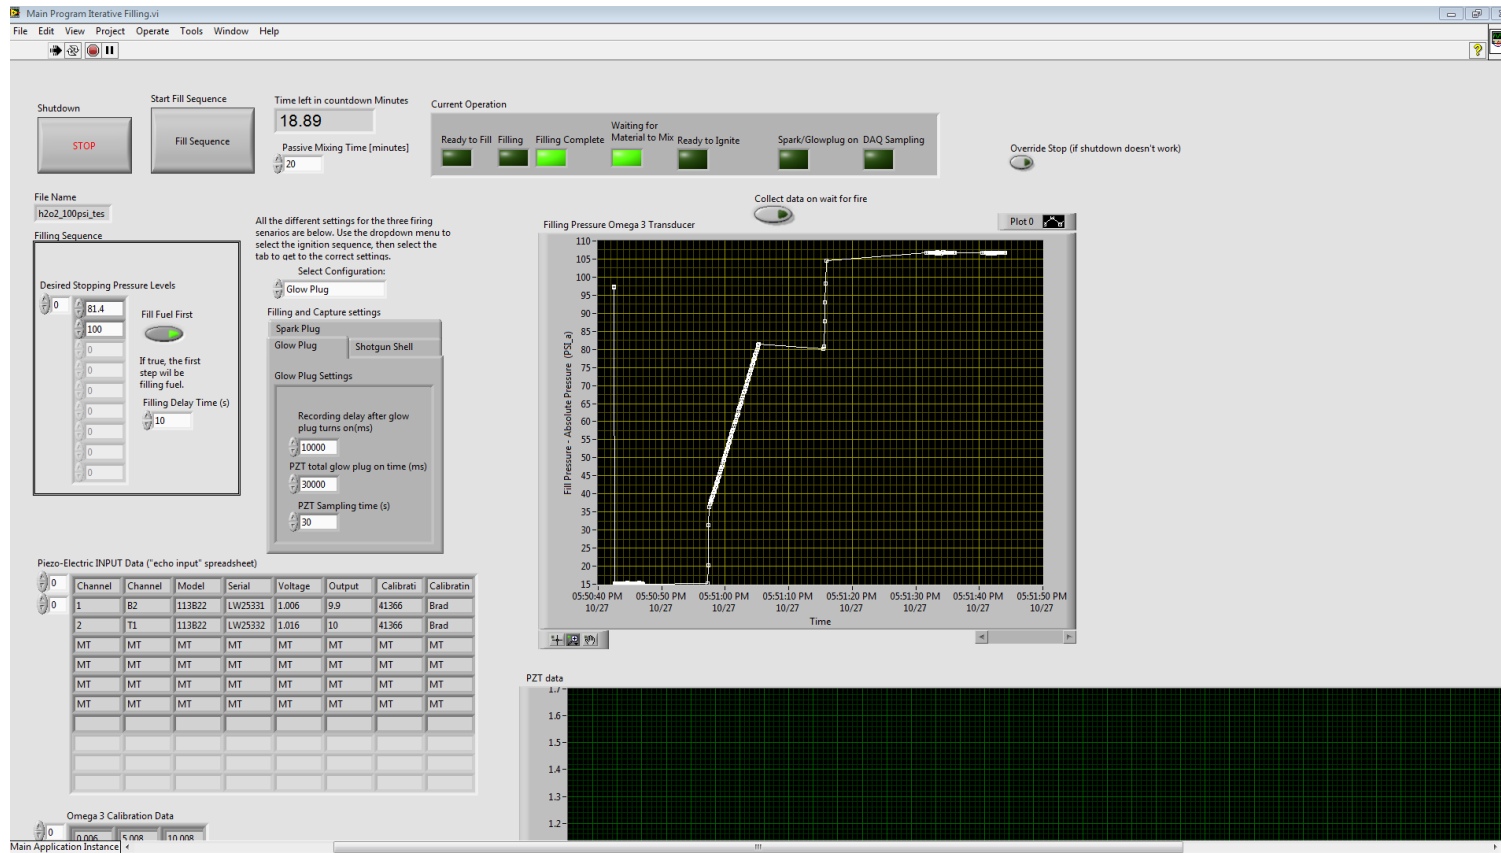 Main Program Iterative Filling.vi
File Edit View Project Operate Tools Window Help
Shutdown
STOP
Start Fill Sequence
Fill Sequence
Time left in countdown Minutes
18.89
Passive Mixing Time [minutes]
20
Current Operation
Ready to Fill
Filling
Filling Complete
Waiting for
Material to Mix
Ready to Ignite
Spark/Glowplug on
DAQ Sampling
Override Stop (if shutdown doesn't work)
File Name
h2o2_100psi_tes
Filling Sequence
Desired Stopping Pressure Levels
0
81.4
100
0
0
0
0
0
0
0
Fill Fuel First
If true, the first
step wil be
filling fuel.
Filling Delay Time (s)
10
All the different settings for the three firing
senarios are below. Use the dropdown menu to
select the ignition sequence, then select the
tab to get to the correct settings.
Select Configuration:
Glow Plug
Filling and Capture settings
Spark Plug
Glow Plug
Shotgun Shell
Glow Plug Settings
Recording delay after glow
plug turns on(ms)
10000
PZT total glow plug on time (ms)
30000
PZT Sampling time (s)
30
Collect data on wait for fire
Filling Pressure Omega 3 Transducer
Plot 0
Fill Pressure - Absolute Pressure (PSI_a)
110
105
100
95
90
85
80
75
70
65
60
55
50
45
40
35
30
25
20
15
05:50:40 PM 05:50:50 PM 05:51:00 PM 05:51:10 PM 05:51:20 PM 05:51:30 PM 05:51:40 PM 05:51:50 PM
10/27 10/27 10/27 10/27 10/27 10/27 10/27 10/27
Time
Piezo-Electric INPUT Data ("echo input" spreadsheet)
0 Channel Channel Model Serial Voltage Output Calibrati Calibratin
0 1 B2 113B22 LW25331 1.006 9.9 41366 Brad
2 T1 113B22 LW25332 1.016 10 41366 Brad
MT MT MT MT MT MT MT MT
MT MT MT MT MT MT MT MT
MT MT MT MT MT MT MT MT
MT MT MT MT MT MT MT MT
PZT data
1.7
1.6
1.5
1.4
1.3
1.2
Omega 3 Calibration Data
0 0.006 5.008 10.008
Main Application Instance